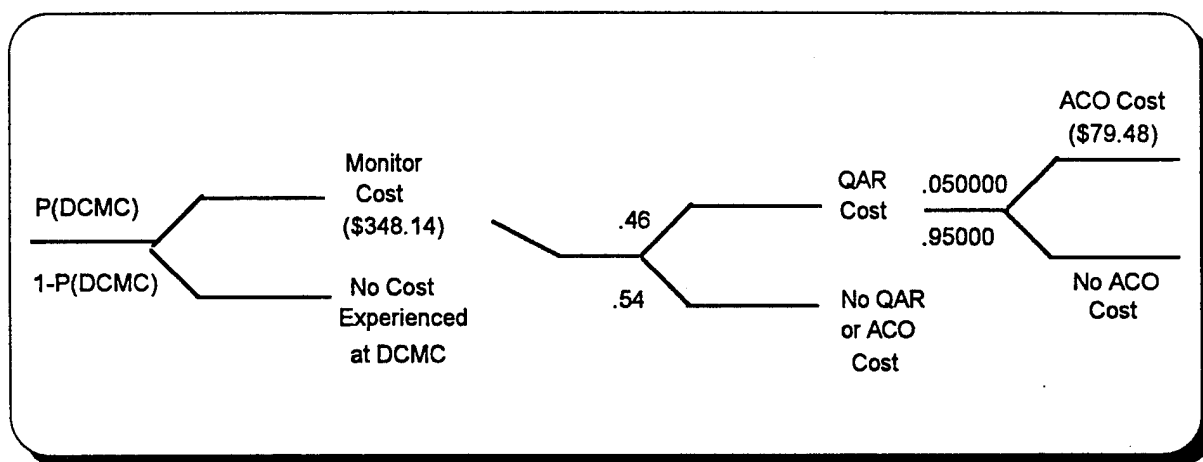 P(DCMC)
1-P(DCMC)
Monitor
Cost
($348.14)
No Cost
Experienced
at DCMC
.46
.54
QAR
Cost
No QAR
or ACO
Cost
.050000
.95000
ACO Cost
($79.48)
No ACO
Cost